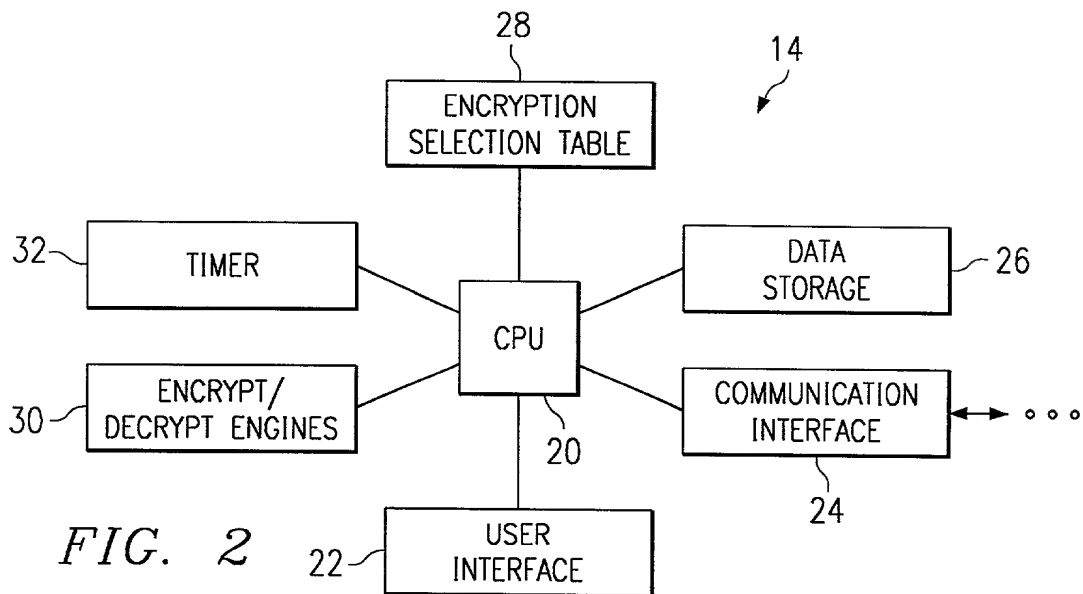 28
14
ENCRYPTION
SELECTION TABLE
32
TIMER
DATA
STORAGE
26
CPU
30
ENCRYPT/
DECRYPT ENGINES
COMMUNICATION
INTERFACE
20
24
FIG. 2
22
USER
INTERFACE